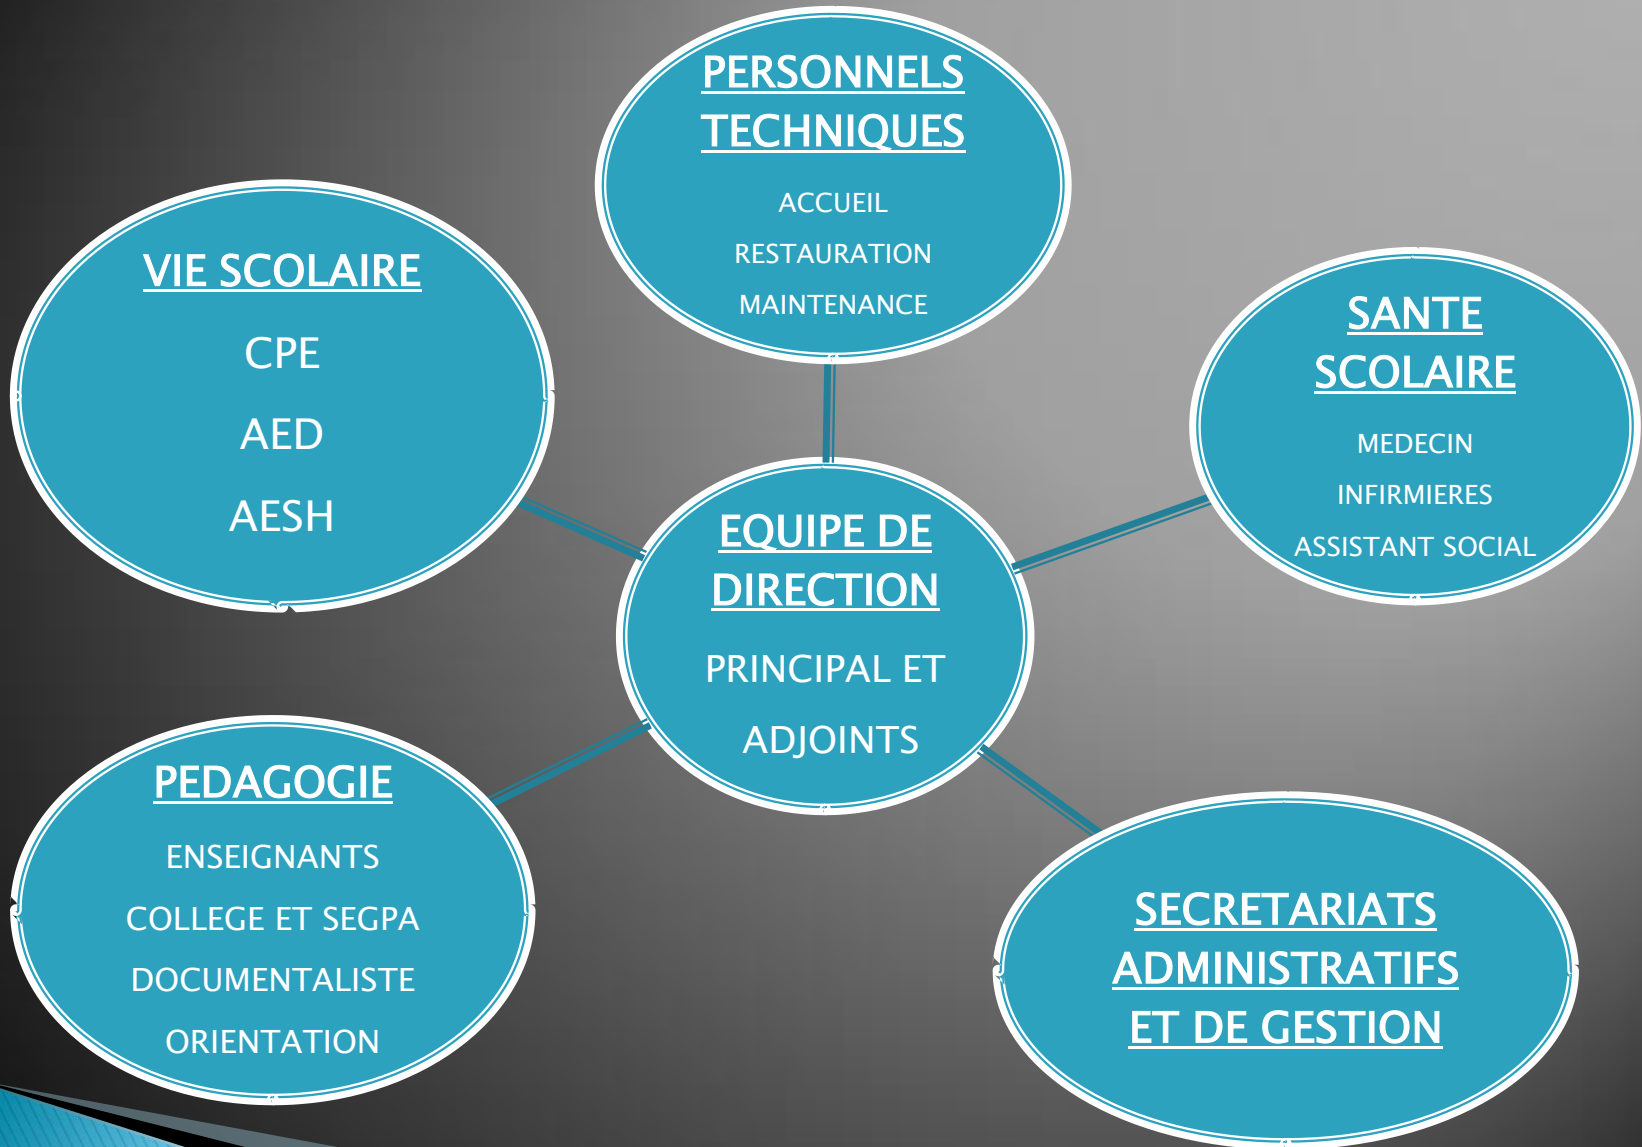 PERSONNELS
TECHNIQUES
ACCUEIL
RESTAURATION
MAINTENANCE
VIE SCOLAIRE
CPE
AED
AESH
SANTE
SCOLAIRE
MEDECIN
INFIRMIERES
ASSISTANT SOCIAL
EQUIPE DE
DIRECTION
PRINCIPAL ET
ADJOINTS
PEDAGOGIE
ENSEIGNANTS
COLLEGE ET SEGPA
DOCUMENTALISTE
ORIENTATION
SECRETARIATS
ADMINISTRATIFS
ET DE GESTION